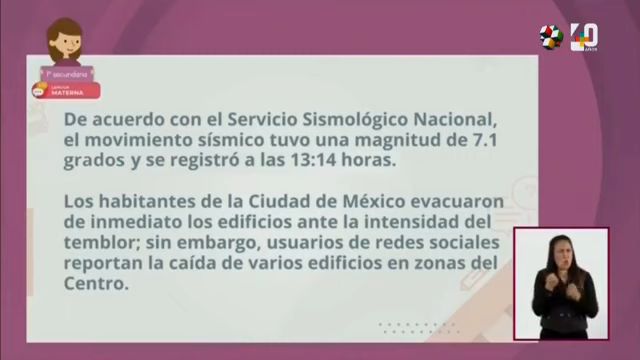 40
AÑOS
1° secundaria
LENGUA
MATERNA
De acuerdo con el Servicio Sismológico Nacional,
el movimiento sísmico tuvo una magnitud de 7.1
grados y se registró a las 13:14 horas.
Los habitantes de la Ciudad de México evacuaron
de inmediato los edificios ante la intensidad del
temblor; sin embargo, usuarios de redes sociales
reportan la caída de varios edificios en zonas del
Centro.